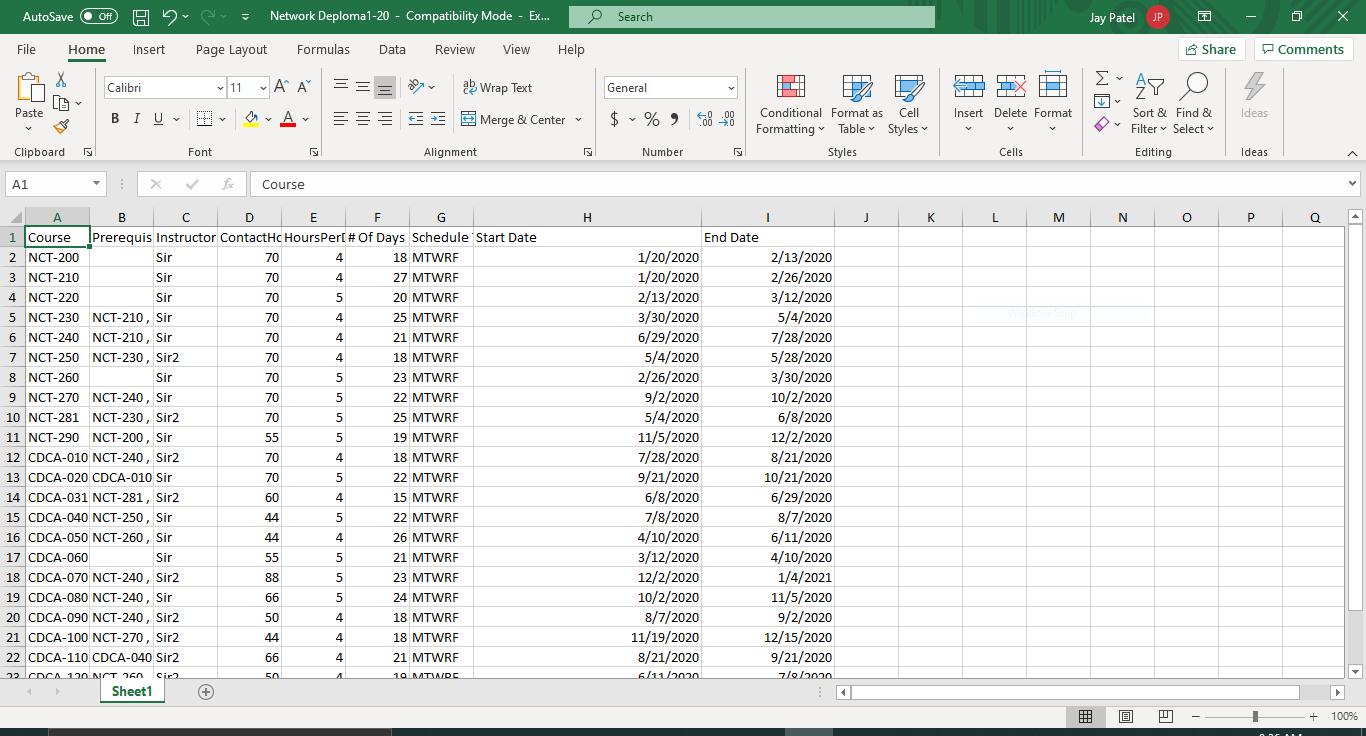 AutoSave Off Network Deploma1-20 - Compatibility Mode - Ex... Search Jay Patel JP
File Home Insert Page Layout Formulas Data Review View Help Share Comments
Calibri 11 A A ab Wrap Text General Σ
Paste B I U A Merge & Center $ % Conditional Formatting Format as Table Cell Styles Insert Delete Format Sort & Filter Find & Select Ideas
Clipboard Font Alignment Number Styles Cells Editing Ideas
A1 fx Course
A B C D E F G H I J K L M N O P Q
1 Course Prerequis Instructor ContactHo HoursPerD # Of Days Schedule Start Date End Date
2 NCT-200 Sir 70 4 18 MTWRF 1/20/2020 2/13/2020
3 NCT-210 Sir 70 4 27 MTWRF 1/20/2020 2/26/2020
4 NCT-220 Sir 70 5 20 MTWRF 2/13/2020 3/12/2020
5 NCT-230 NCT-210 , Sir 70 4 25 MTWRF 3/30/2020 5/4/2020
6 NCT-240 NCT-210 , Sir 70 4 21 MTWRF 6/29/2020 7/28/2020
7 NCT-250 NCT-230 , Sir2 70 4 18 MTWRF 5/4/2020 5/28/2020
8 NCT-260 Sir 70 5 23 MTWRF 2/26/2020 3/30/2020
9 NCT-270 NCT-240 , Sir 70 5 22 MTWRF 9/2/2020 10/2/2020
10 NCT-281 NCT-230 , Sir2 70 5 25 MTWRF 5/4/2020 6/8/2020
11 NCT-290 NCT-200 , Sir 55 5 19 MTWRF 11/5/2020 12/2/2020
12 CDCA-010 NCT-240 , Sir2 70 4 18 MTWRF 7/28/2020 8/21/2020
13 CDCA-020 CDCA-010 Sir 70 5 22 MTWRF 9/21/2020 10/21/2020
14 CDCA-031 NCT-281 , Sir2 60 4 15 MTWRF 6/8/2020 6/29/2020
15 CDCA-040 NCT-250 , Sir 44 5 22 MTWRF 7/8/2020 8/7/2020
16 CDCA-050 NCT-260 , Sir 44 4 26 MTWRF 4/10/2020 6/11/2020
17 CDCA-060 Sir 55 5 21 MTWRF 3/12/2020 4/10/2020
18 CDCA-070 NCT-240 , Sir2 88 5 23 MTWRF 12/2/2020 1/4/2021
19 CDCA-080 NCT-240 , Sir 66 5 24 MTWRF 10/2/2020 11/5/2020
20 CDCA-090 NCT-240 , Sir2 50 4 18 MTWRF 8/7/2020 9/2/2020
21 CDCA-100 NCT-270 , Sir2 44 4 18 MTWRF 11/19/2020 12/15/2020
22 CDCA-110 CDCA-040 Sir2 66 4 21 MTWRF 8/21/2020 9/21/2020
23 CDCA-120 NCT-260 Sir2 50 4 19 MTWRF 6/11/2020 7/8/2020
Sheet1
100%